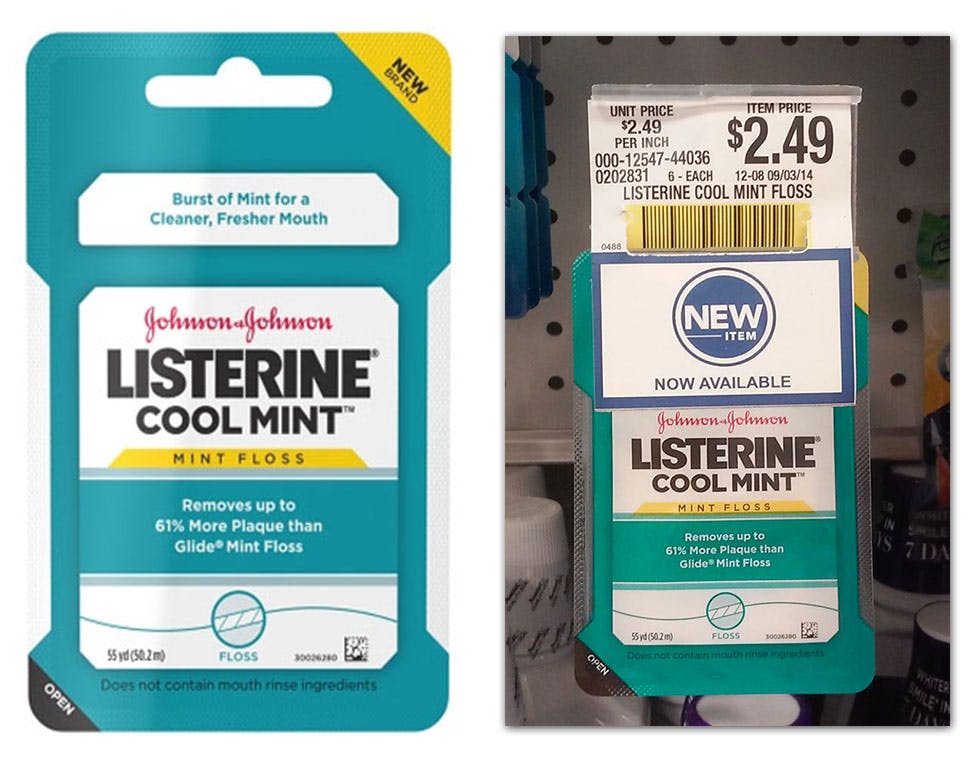 NEW
BRAND
Burst of Mint for a
Cleaner, Fresher Mouth
Johnson & Johnson
LISTERINE®
COOL MINT™
MINT FLOSS
Removes up to
61% More Plaque than
Glide® Mint Floss
55 yd (50.2 m)
FLOSS
30026280
OPEN
Does not contain mouth rinse ingredients
UNIT PRICE
$2.49
PER INCH
ITEM PRICE
$2.49
000-12547-44036
0202831 6 - EACH 12-08 09/03/14
LISTERINE COOL MINT FLOSS
0488
NEW
ITEM
NOW AVAILABLE
Johnson & Johnson
LISTERINE®
COOL MINT™
MINT FLOSS
Removes up to
61% More Plaque than
Glide® Mint Floss
55 yd (50.2 m)
FLOSS
30026280
OPEN
Does not contain mouth rinse ingredients
7 DA
WHITER
SMILE IN